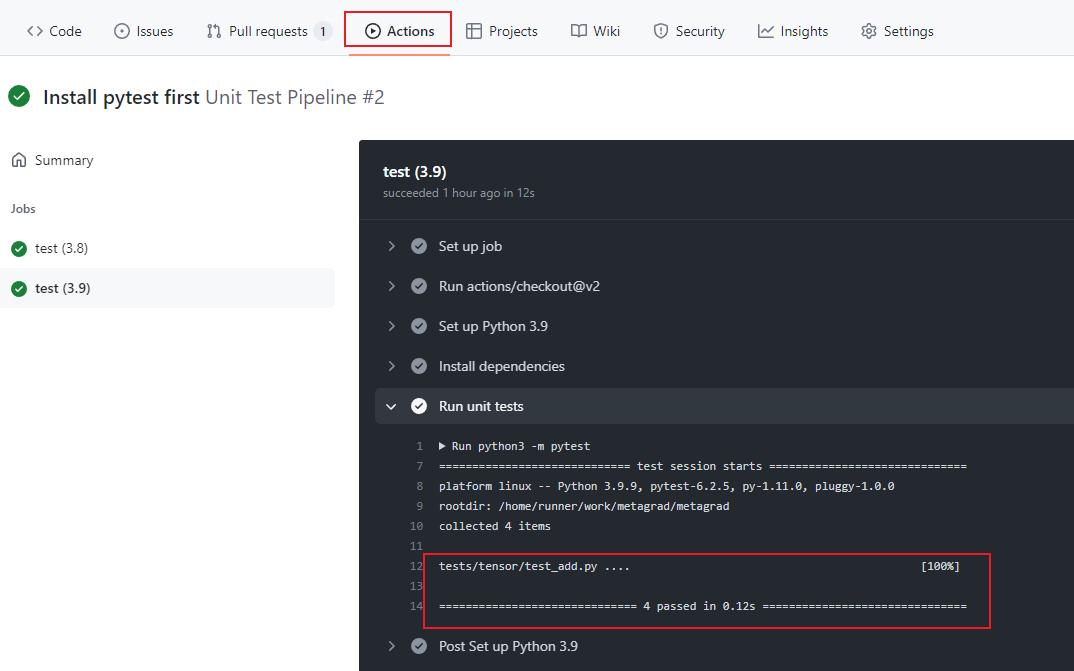 Code Issues Pull requests 1 Actions Projects Wiki Security Insights Settings
Install pytest first Unit Test Pipeline #2
Summary
Jobs
test (3.8)
test (3.9)
test (3.9)
succeeded 1 hour ago in 12s
Set up job
Run actions/checkout@v2
Set up Python 3.9
Install dependencies
Run unit tests
1 ▶ Run python3 -m pytest
7 ============================= test session starts ==============================
8 platform linux -- Python 3.9.9, pytest-6.2.5, py-1.11.0, pluggy-1.0.0
9 rootdir: /home/runner/work/metagrad/metagrad
10 collected 4 items
11
12 tests/tensor/test_add.py .... [100%]
13
14 ============================== 4 passed in 0.12s ===============================
Post Set up Python 3.9